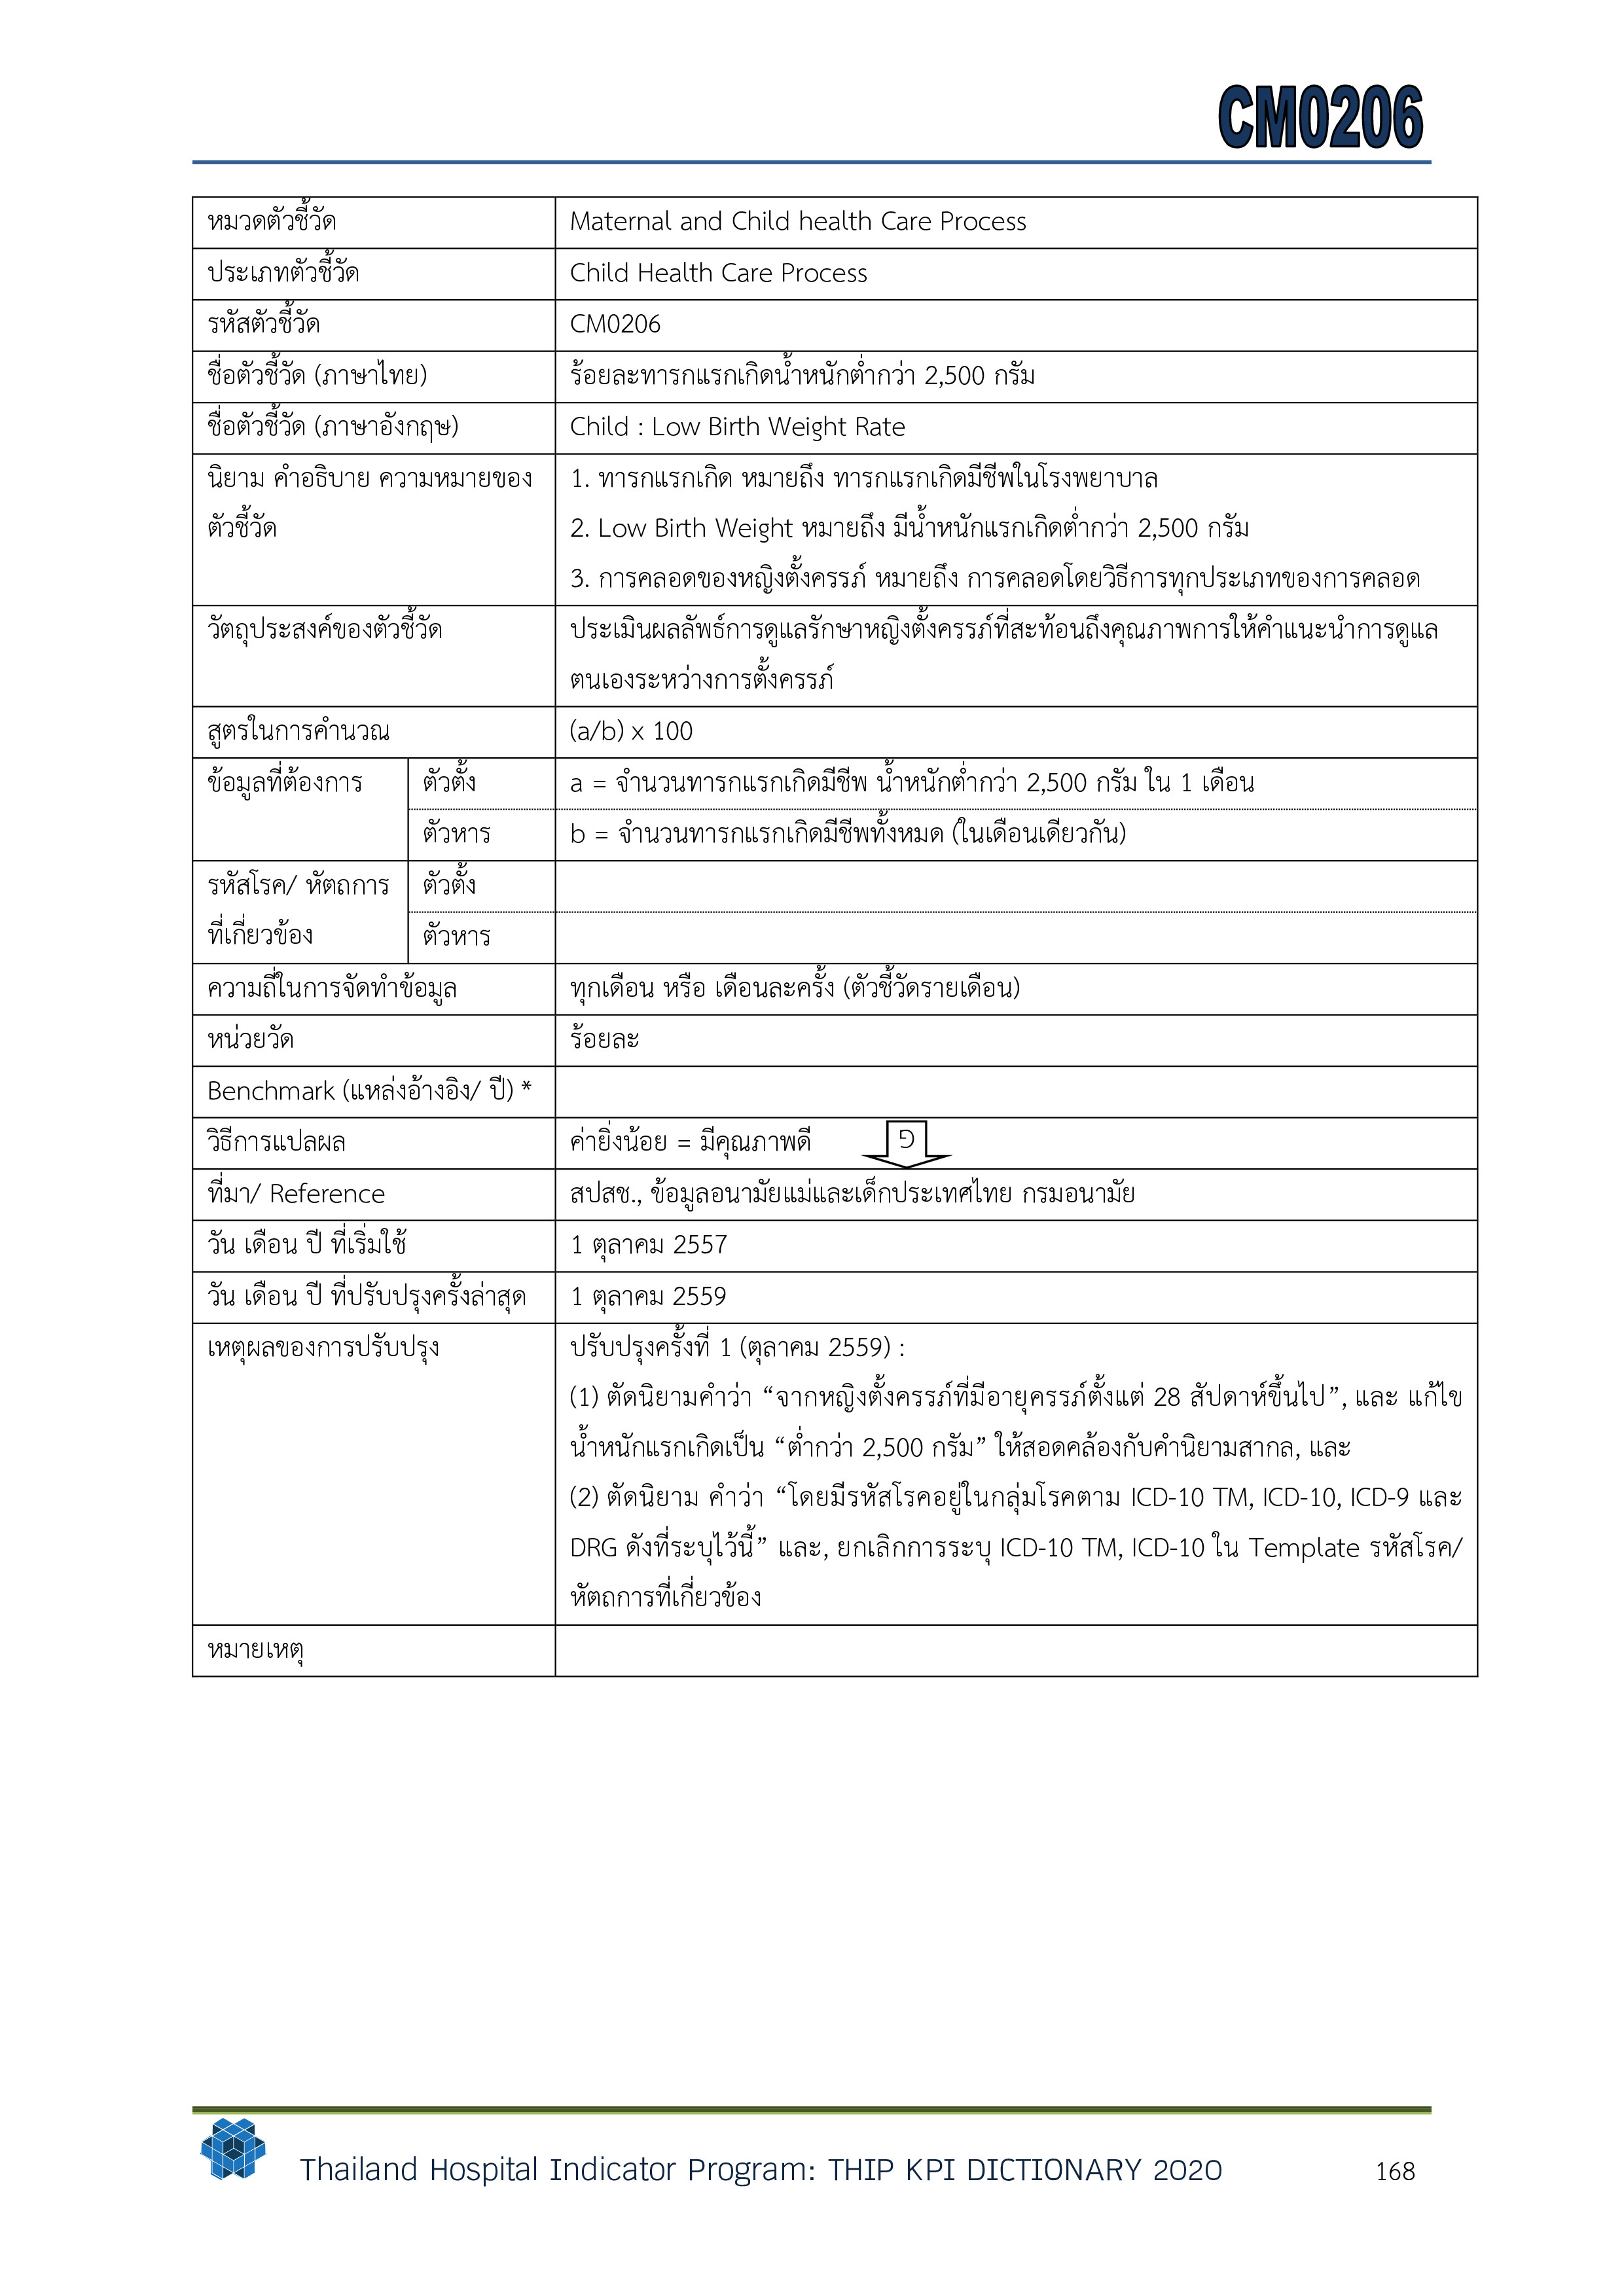 CM0206
หมวดตัวชี้วัด Maternal and Child health Care Process
ประเภทตัวชี้วัด Child Health Care Process
รหัสตัวชี้วัด CM0206
ชื่อตัวชี้วัด (ภาษาไทย) ร้อยละทารกแรกเกิดน้ำหนักต่ำกว่า 2,500 กรัม
ชื่อตัวชี้วัด (ภาษาอังกฤษ) Child : Low Birth Weight Rate
นิยาม คำอธิบาย ความหมายของ 1. ทารกแรกเกิด หมายถึง ทารกแรกเกิดมีชีพในโรงพยาบาล
ตัวชี้วัด 2. Low Birth Weight หมายถึง มีน้ำหนักแรกเกิดต่ำกว่า 2,500 กรัม
3. การคลอดของหญิงตั้งครรภ์ หมายถึง การคลอดโดยวิธีการทุกประเภทของการคลอด
วัตถุประสงค์ของตัวชี้วัด ประเมินผลลัพธ์การดูแลรักษาหญิงตั้งครรภ์ที่สะท้อนถึงคุณภาพการให้คำแนะนำการดูแล
ตนเองระหว่างการตั้งครรภ์
สูตรในการคำนวณ (a/b) x 100
ข้อมูลที่ต้องการ ตัวตั้ง a = จำนวนทารกแรกเกิดมีชีพ น้ำหนักต่ำกว่า 2,500 กรัม ใน 1 เดือน
ตัวหาร b = จำนวนทารกแรกเกิดมีชีพทั้งหมด (ในเดือนเดียวกัน)
รหัสโรค/ หัตถการ ตัวตั้ง
ที่เกี่ยวข้อง ตัวหาร
ความถี่ในการจัดทำข้อมูล ทุกเดือน หรือ เดือนละครั้ง (ตัวชี้วัดรายเดือน)
หน่วยวัด ร้อยละ
Benchmark (แหล่งอ้างอิง/ ปี) *
วิธีการแปลผล ค่ายิ่งน้อย = มีคุณภาพดี
ที่มา/ Reference สปสช., ข้อมูลอนามัยแม่และเด็กประเทศไทย กรมอนามัย
วัน เดือน ปี ที่เริ่มใช้ 1 ตุลาคม 2557
วัน เดือน ปี ที่ปรับปรุงครั้งล่าสุด 1 ตุลาคม 2559
เหตุผลของการปรับปรุง ปรับปรุงครั้งที่ 1 (ตุลาคม 2559) :
(1) ตัดนิยามคำว่า “จากหญิงตั้งครรภ์ที่มีอายุครรภ์ตั้งแต่ 28 สัปดาห์ขึ้นไป”, และ แก้ไข
น้ำหนักแรกเกิดเป็น “ต่ำกว่า 2,500 กรัม” ให้สอดคล้องกับคำนิยามสากล, และ
(2) ตัดนิยาม คำว่า “โดยมีรหัสโรคอยู่ในกลุ่มโรคตาม ICD-10 TM, ICD-10, ICD-9 และ
DRG ดังที่ระบุไว้นี้” และ, ยกเลิกการระบุ ICD-10 TM, ICD-10 ใน Template รหัสโรค/
หัตถการที่เกี่ยวข้อง
หมายเหตุ
Thailand Hospital Indicator Program: THIP KPI DICTIONARY 2020 168